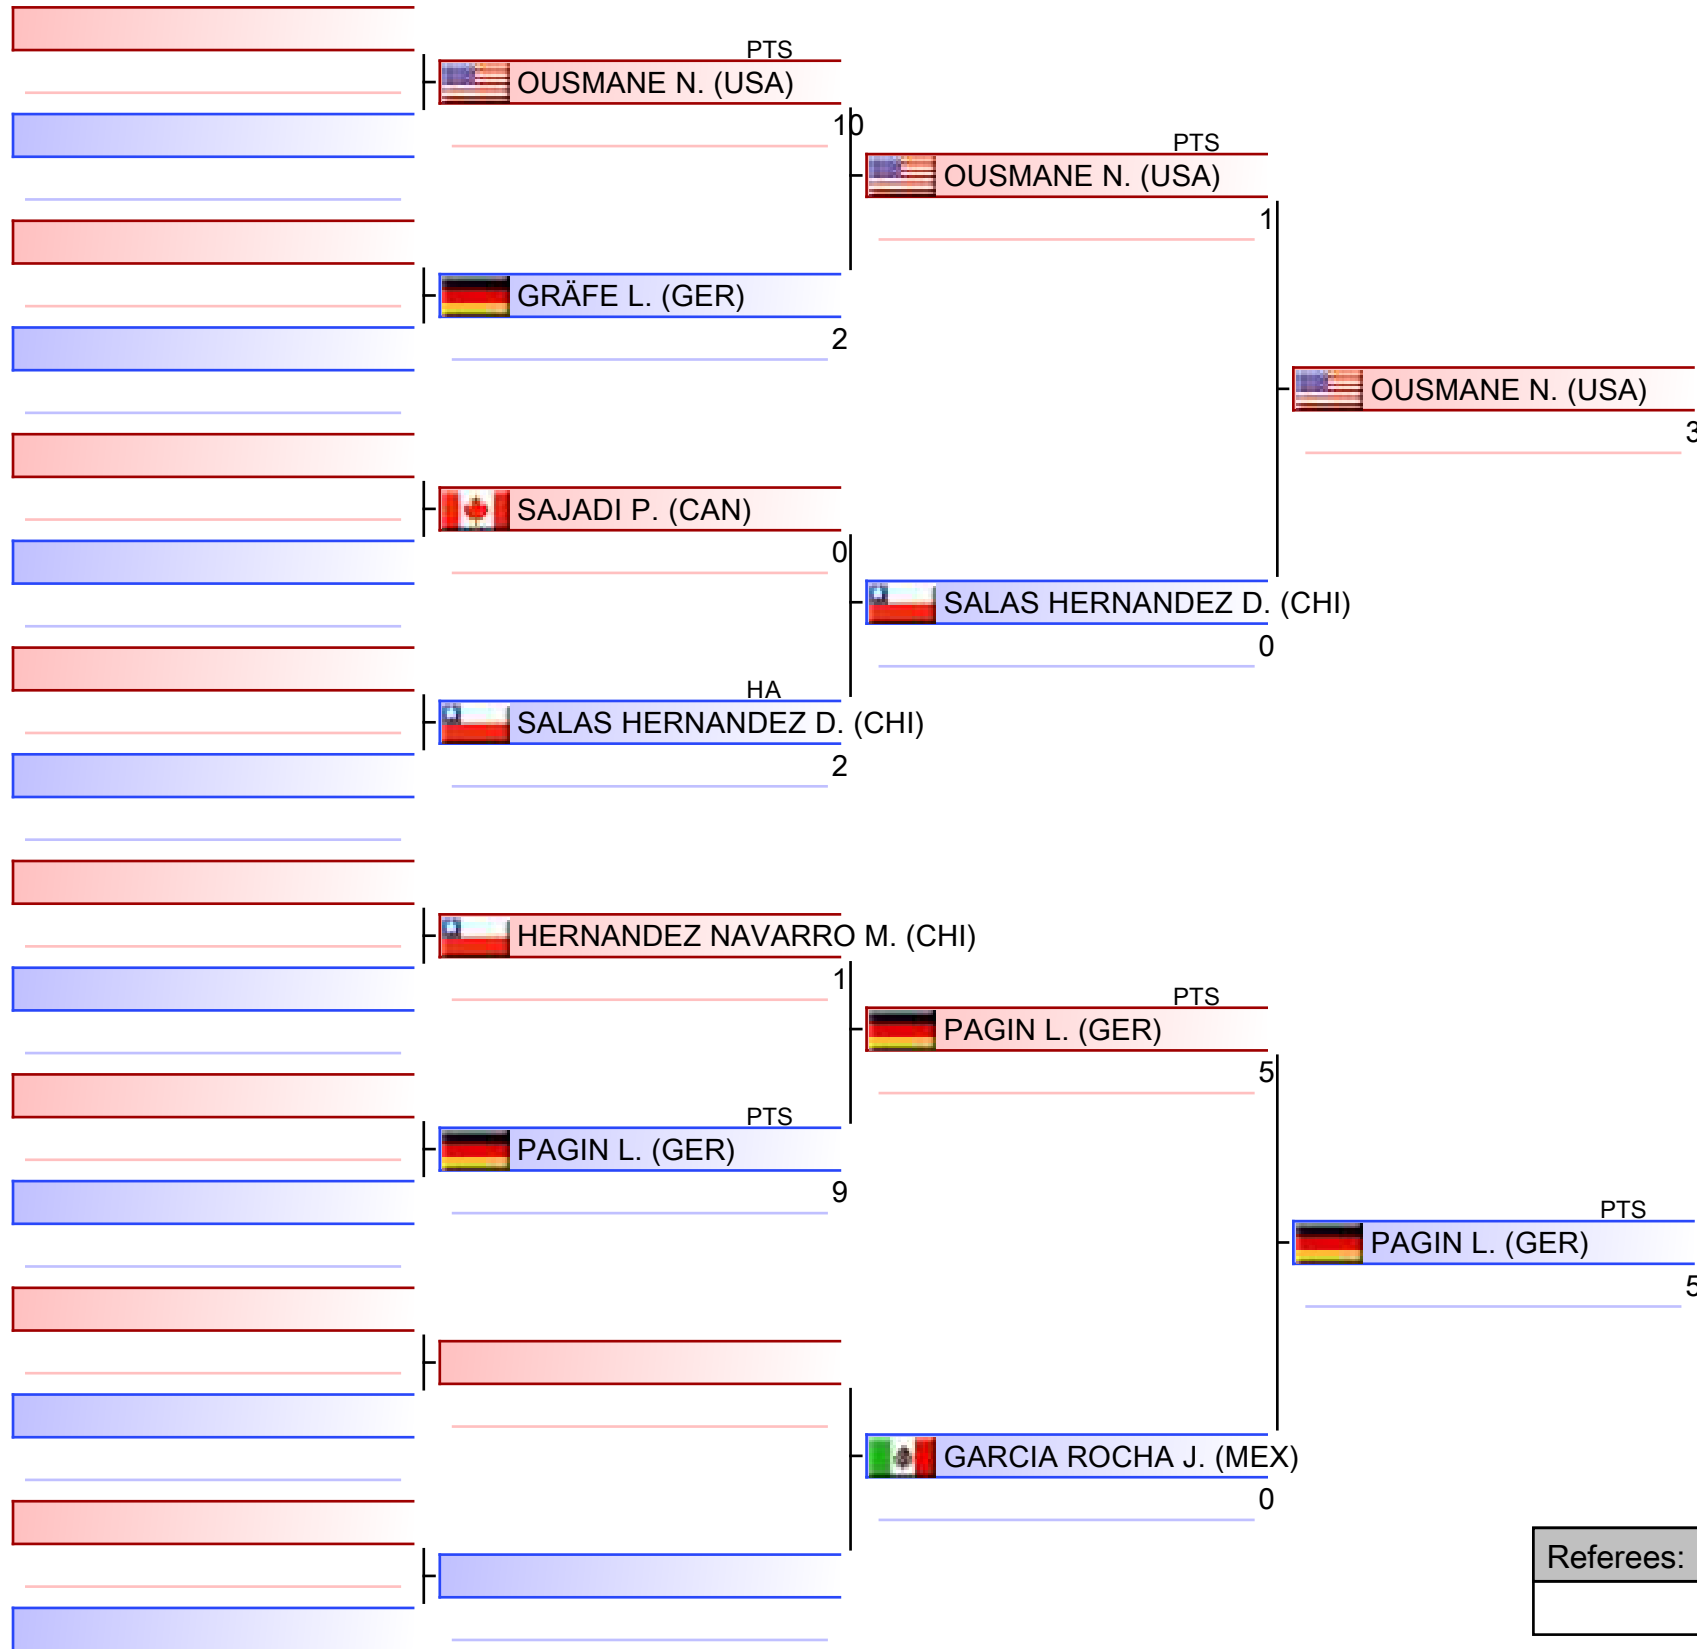 PTS
OUSMANE N. (USA)
10
GRÄFE L. (GER)
2
SAJADI P. (CAN)
0
HA
SALAS HERNANDEZ D. (CHI)
2
HERNANDEZ NAVARRO M. (CHI)
1
PTS
PAGIN L. (GER)
9
PTS
OUSMANE N. (USA)
1
SALAS HERNANDEZ D. (CHI)
0
PTS
PAGIN L. (GER)
5
GARCIA ROCHA J. (MEX)
0
OUSMANE N. (USA)
3
PTS
PAGIN L. (GER)
5
Referees: